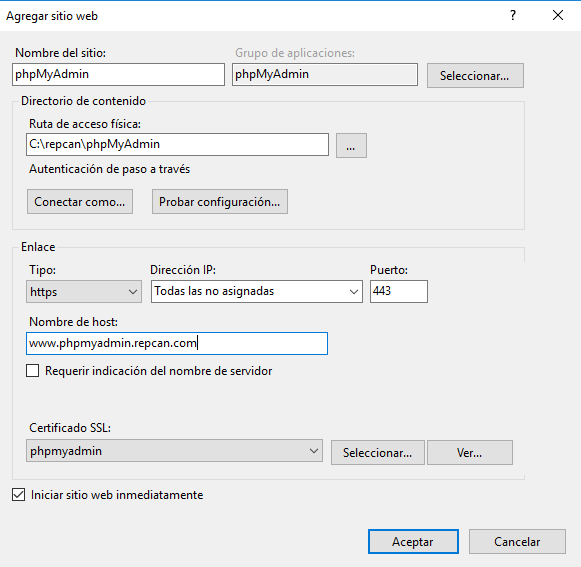 Agregar sitio web
?
Nombre del sitio:
Grupo de aplicaciones:
phpMyAdmin
phpMyAdmin
Seleccionar...
Directorio de contenido
Ruta de acceso física:
C:\repcan\phpMyAdmin
...
Autenticación de paso a través
Conectar como...
Probar configuración...
Enlace
Tipo:
Dirección IP:
Puerto:
https
Todas las no asignadas
443
Nombre de host:
www.phpmyadmin.repcan.com
Requerir indicación del nombre de servidor
Certificado SSL:
phpmyadmin
Seleccionar...
Ver...
Iniciar sitio web inmediatamente
Aceptar
Cancelar